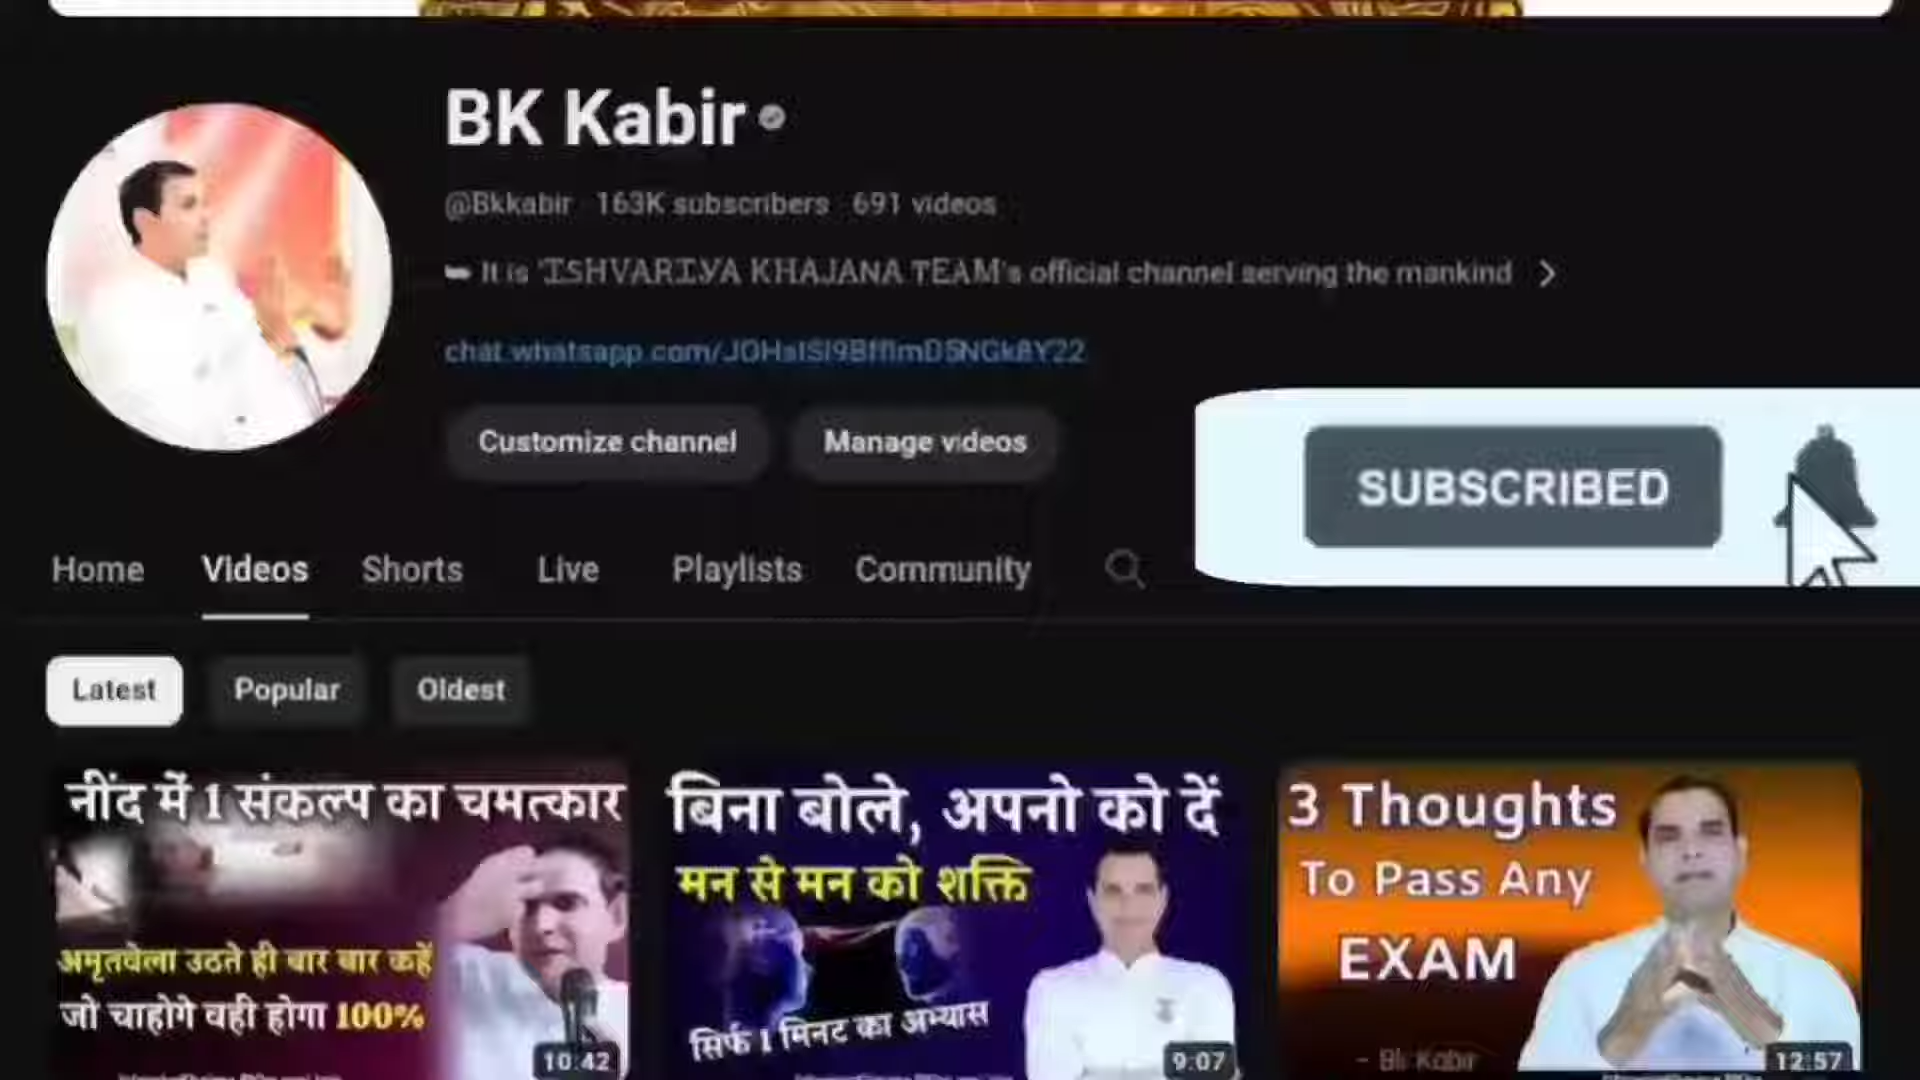 BK Kabir
@Bkkabir 163K subscribers 691 videos
It is 'ISHVARIYA KHAJANA TEAM's official channel serving the mankind
chat.whatsapp.com/
Customize channel Manage videos
SUBSCRIBED
Home Videos Shorts Live Playlists Community
Latest Popular Oldest
नींद में 1 संकल्प का चमत्कार
अमृतवेला उठते ही बार बार कहें
जो चाहोगे वही होगा 100%
10:42
बिना बोले, अपनो को दें
मन से मन को शक्ति
सिर्फ 1 मिनट का अभ्यास
9:07
3 Thoughts
To Pass Any
EXAM
- Bk Kabir
12:57